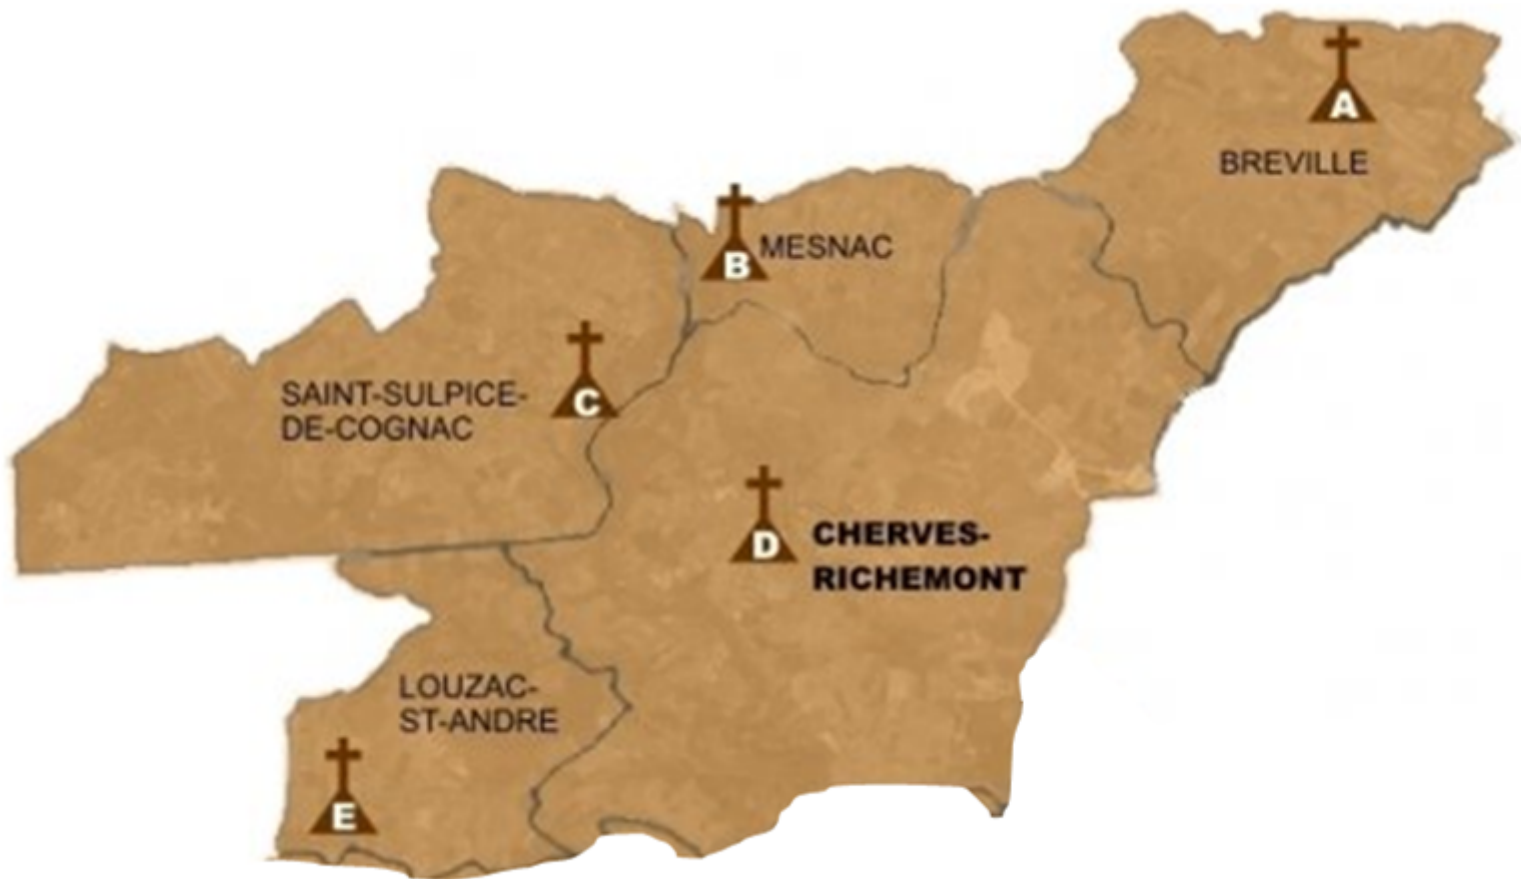 A
BREVILLE
B
MESNAC
C
SAINT-SULPICE-
DE-COGNAC
D
CHERVES-
RICHEMONT
LOUZAC-
ST-ANDRE
E